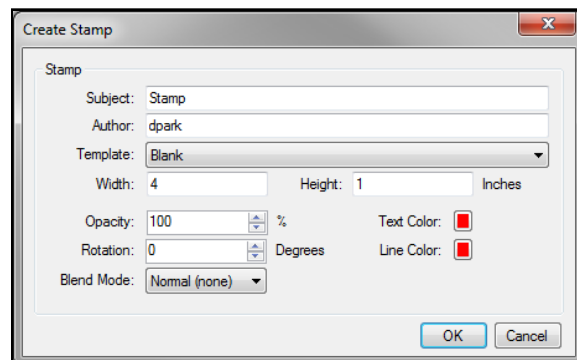 Create Stamp
Stamp
Subject: Stamp
Author: dpark
Template: Blank
Width: 4 Height: 1 Inches
Opacity: 100 % Text Color:
Rotation: 0 Degrees Line Color:
Blend Mode: Normal (none)
OK Cancel